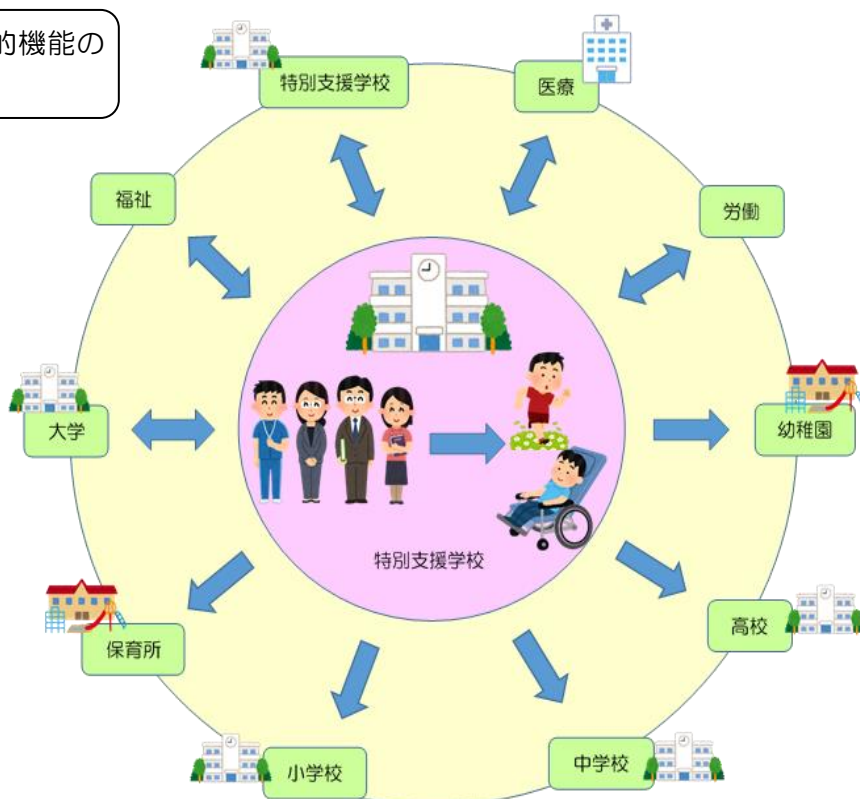 的機能の
特別支援学校
医療
福祉
労働
大学
幼稚園
特別支援学校
高校
保育所
中学校
小学校